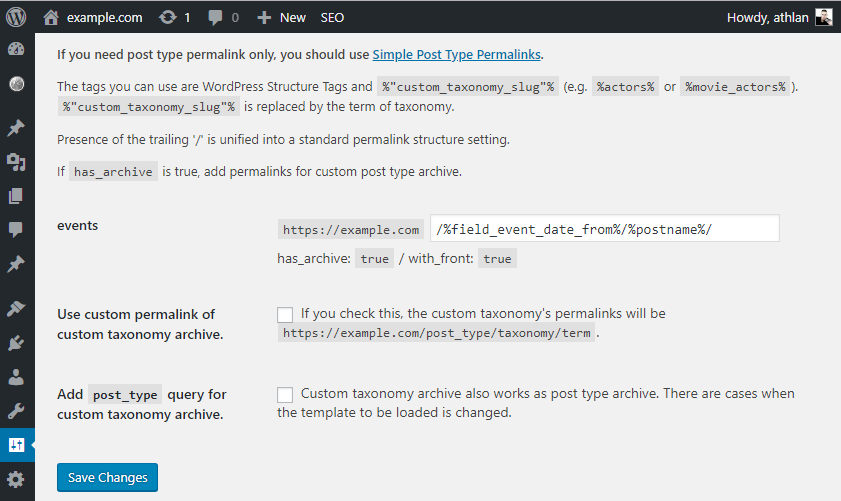 example.com 1 0 New SEO Howdy, athlan
If you need post type permalink only, you should use Simple Post Type Permalinks.
The tags you can use are WordPress Structure Tags and %"custom_taxonomy_slug"% (e.g. %actors% or %movie_actors% ).
%"custom_taxonomy_slug"% is replaced by the term of taxonomy.
Presence of the trailing '/' is unified into a standard permalink structure setting.
If has_archive is true, add permalinks for custom post type archive.
events https://example.com /%field_event_date_from%/%postname%/
has_archive: true / with_front: true
Use custom permalink of
custom taxonomy archive.
If you check this, the custom taxonomy's permalinks will be
https://example.com/post_type/taxonomy/term .
Add post_type query for
custom taxonomy archive.
Custom taxonomy archive also works as post type archive. There are cases when
the template to be loaded is changed.
Save Changes